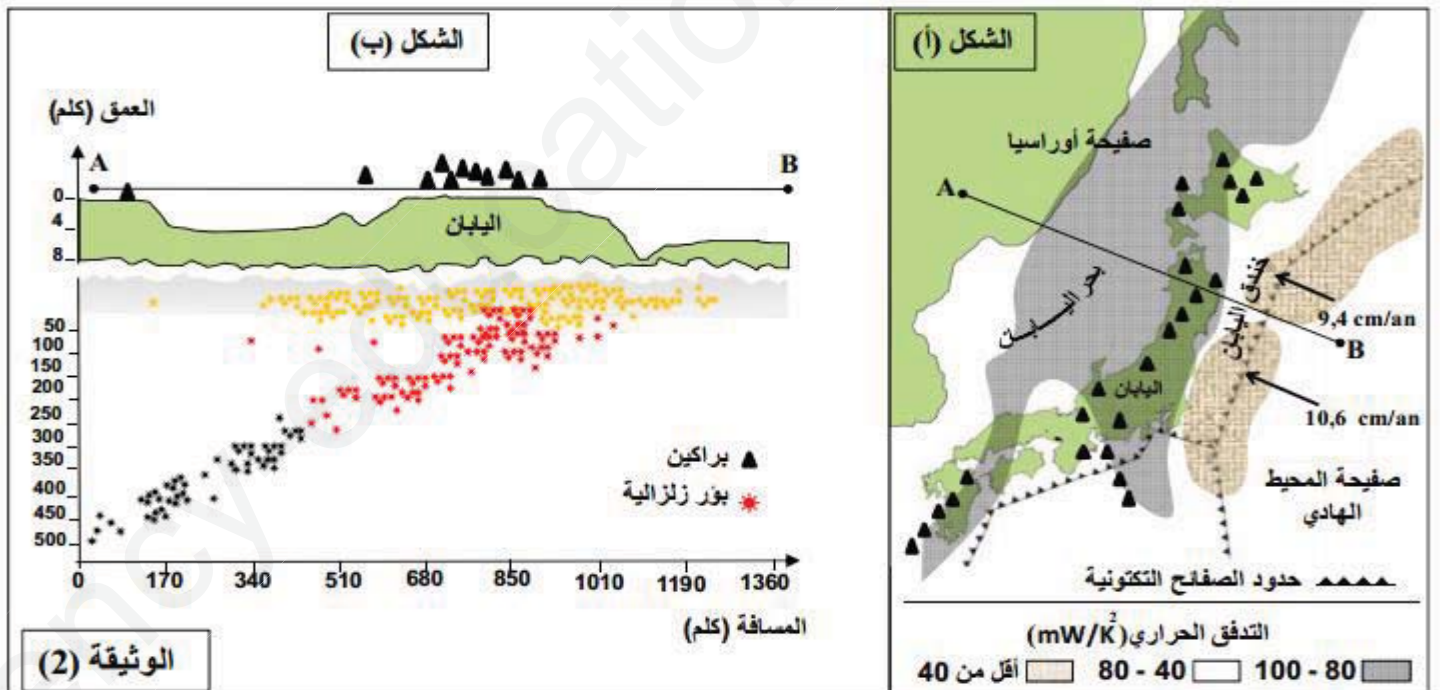 الشكل (أ)
صفيحة أوراسيا
A
بحر اليابان
خندق اليابان
9,4 cm/an
B
10,6 cm/an
اليابان
صفيحة المحيط
الهادي
حدود الصفائح التكتونية
التدفق الحراري(mW/K²)
80 - 100
40 - 80
أقل من 40
الشكل (ب)
العمق (كلم)
A
B
0
4
8
اليابان
50
100
150
200
250
300
350
400
450
500
براكين
بؤر زلزالية
0 170 340 510 680 850 1010 1190 1360
المسافة (كلم)
الوثيقة (2)